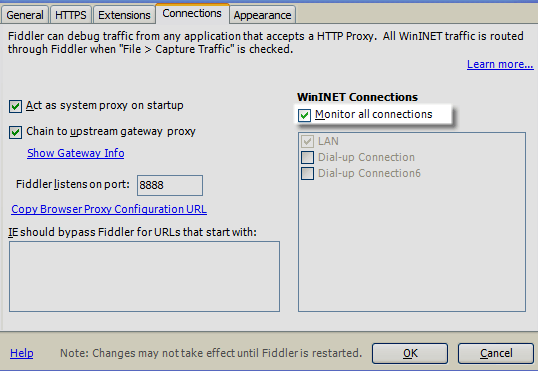 General HTTPS Extensions Connections Appearance
Fiddler can debug traffic from any application that accepts a HTTP Proxy. All WinINET traffic is routed
through Fiddler when "File > Capture Traffic" is checked.
Learn more...
Act as system proxy on startup
Chain to upstream gateway proxy
Show Gateway Info
Fiddler listens on port: 8888
Copy Browser Proxy Configuration URL
IE should bypass Fiddler for URLs that start with:
WinINET Connections
Monitor all connections
LAN
Dial-up Connection
Dial-up Connection6
Help Note: Changes may not take effect until Fiddler is restarted. OK Cancel